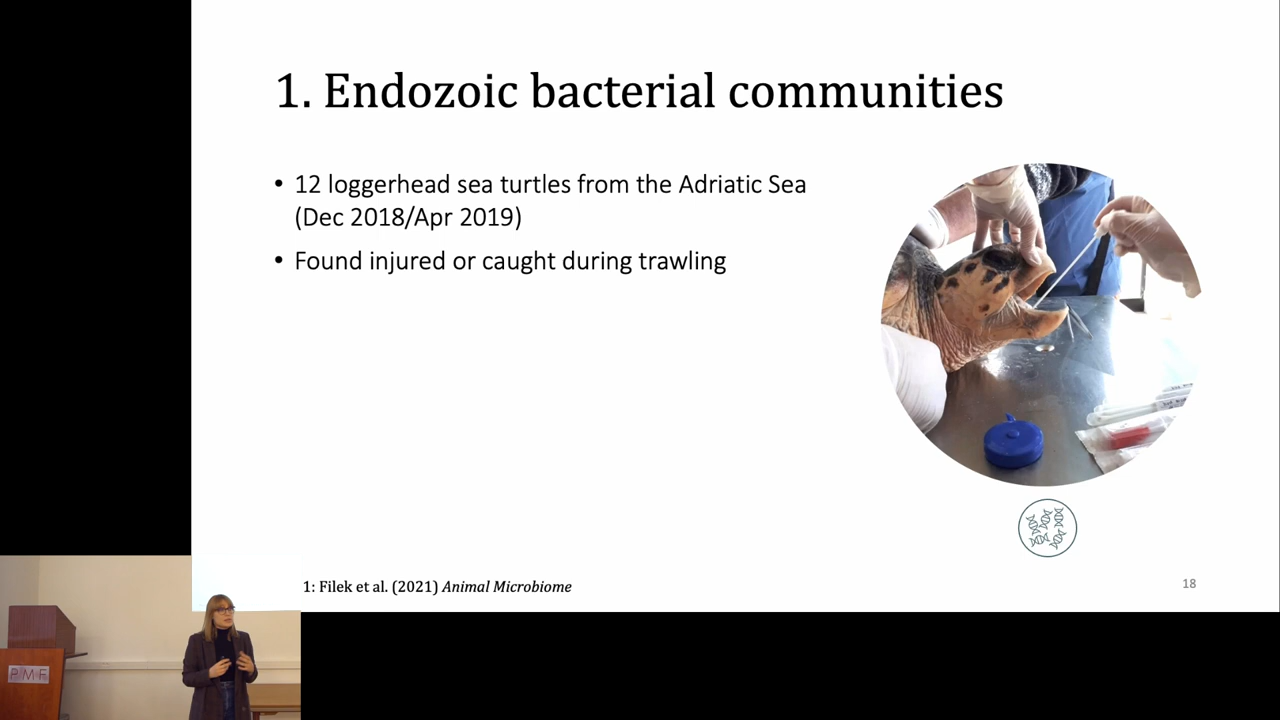 1. Endozoic bacterial communities
• 12 loggerhead sea turtles from the Adriatic Sea
(Dec 2018/Apr 2019)
• Found injured or caught during trawling
1: Filek et al. (2021) Animal Microbiome
18
PMF